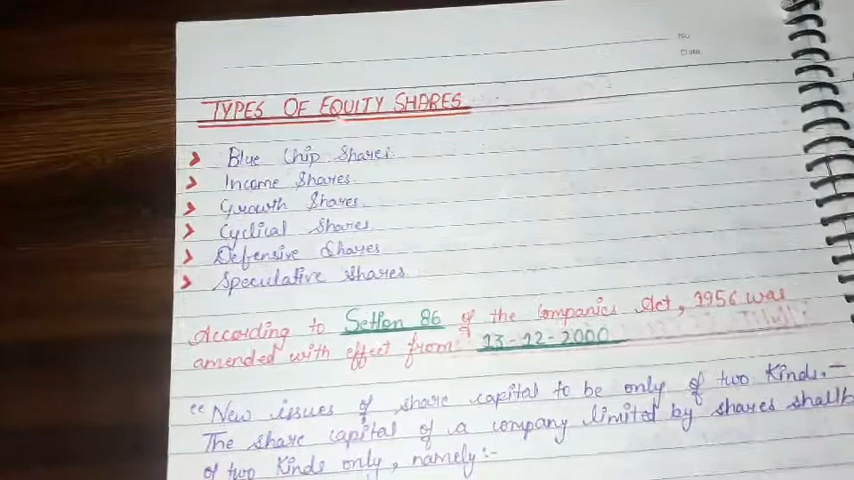 No
Date
TYPES OF EQUITY SHARES
Blue Chip Shares
Income Shares
Growth Shares
Cyclical Shares
Defensive Shares
Speculative Shares
According to Section 86 of the Companies Act, 1956 was
amended with effect from 13-12-2000
"New issues of share capital to be only of two Kinds.-
The share capital of a company limited by shares shall b
of two Kinds only, namely:-